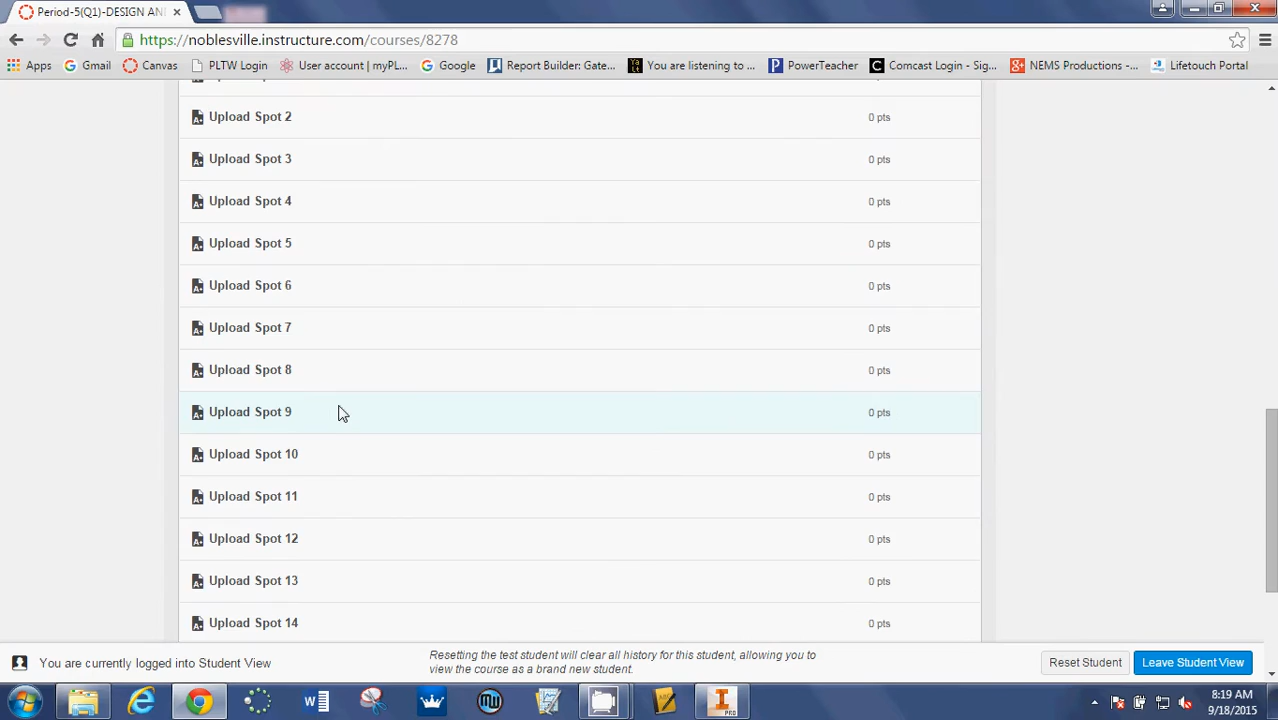 Period-5(Q1)-DESIGN AN
https://noblesville.instructure.com/courses/8278
Apps Gmail Canvas PLTW Login User account | myPL... Google Report Builder: Gate... You are listening to ... PowerTeacher Comcast Login - Sig... NEMS Productions -... Lifetouch Portal
Upload Spot 2 0 pts
Upload Spot 3 0 pts
Upload Spot 4 0 pts
Upload Spot 5 0 pts
Upload Spot 6 0 pts
Upload Spot 7 0 pts
Upload Spot 8 0 pts
Upload Spot 9 0 pts
Upload Spot 10 0 pts
Upload Spot 11 0 pts
Upload Spot 12 0 pts
Upload Spot 13 0 pts
Upload Spot 14 0 pts
You are currently logged into Student View
Resetting the test student will clear all history for this student, allowing you to
view the course as a brand new student.
Reset Student Leave Student View
8:19 AM
9/18/2015